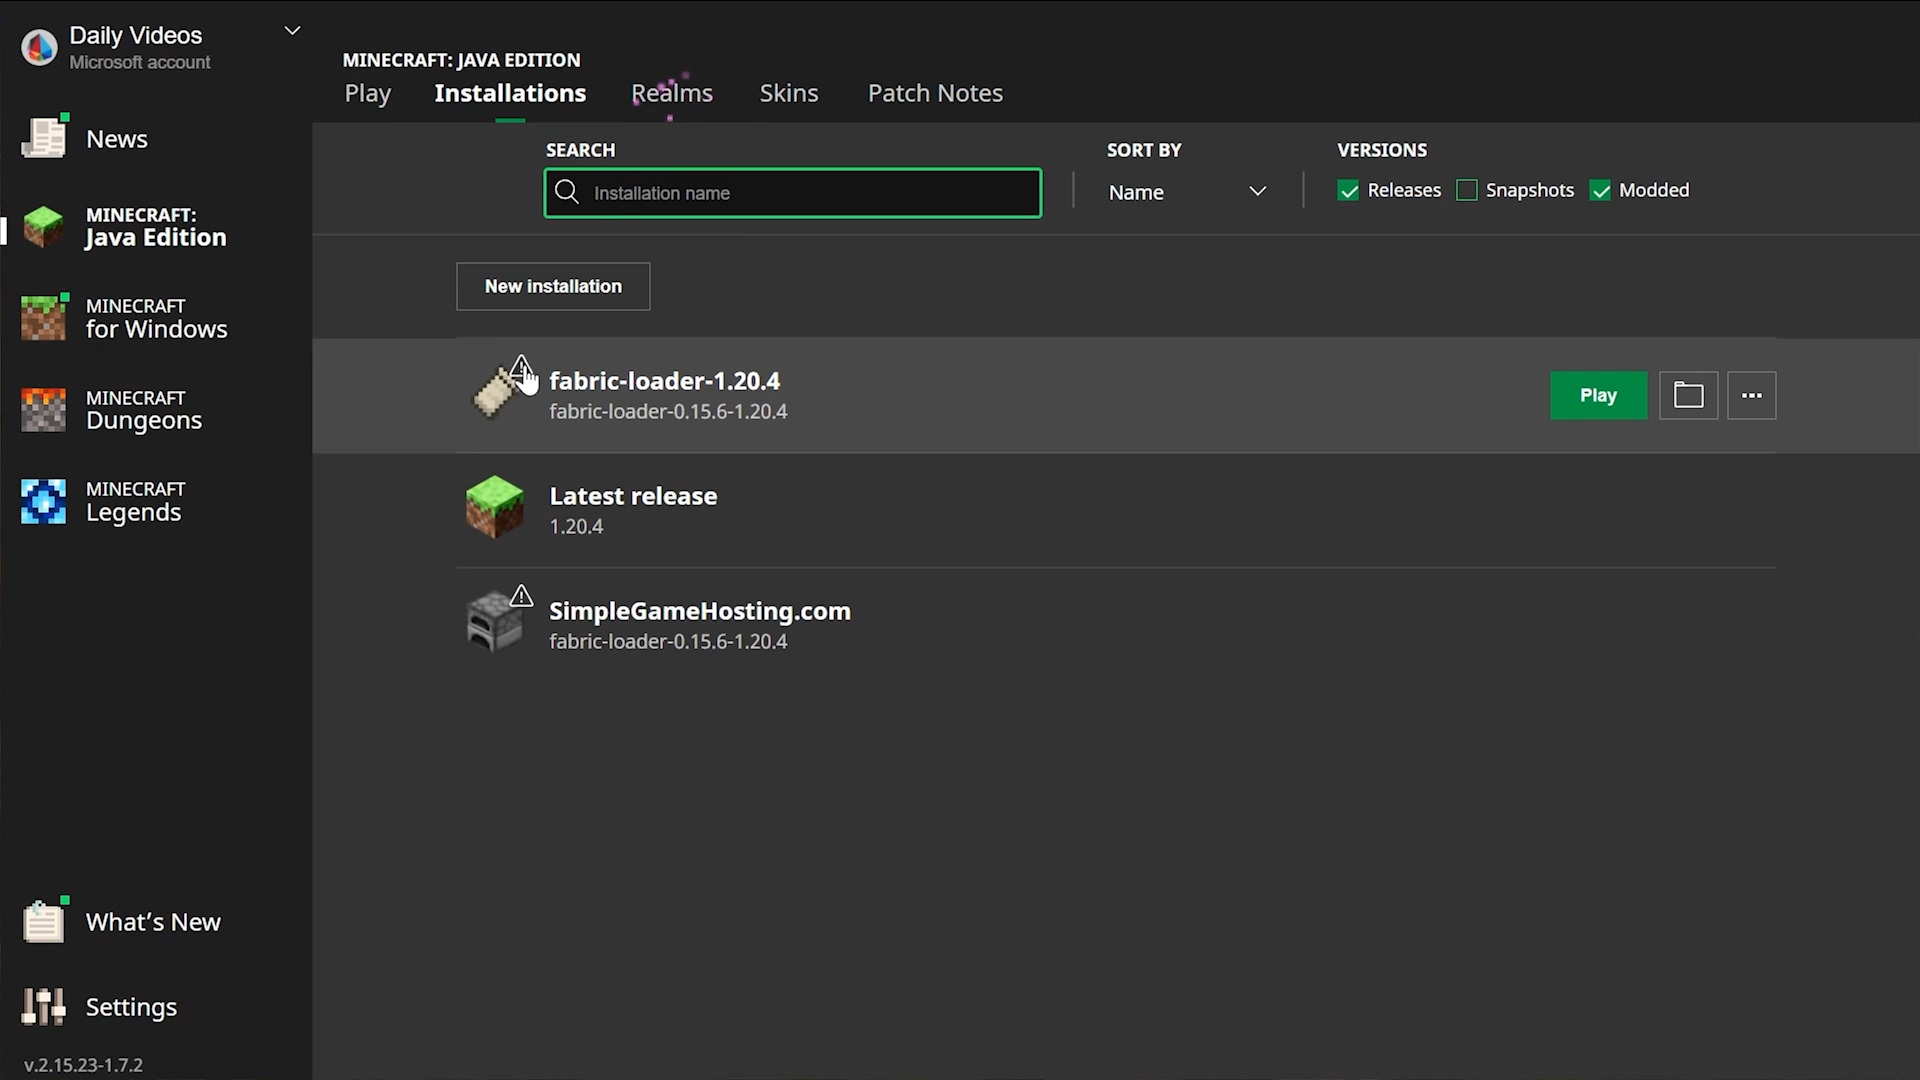 Daily Videos
Microsoft account
News
MINECRAFT:
Java Edition
MINECRAFT
for Windows
MINECRAFT
Dungeons
MINECRAFT
Legends
What's New
Settings
v.2.15.23-1.7.2
MINECRAFT: JAVA EDITION
Play Installations Realms Skins Patch Notes
SEARCH
Installation name
SORT BY
Name
VERSIONS
Releases Snapshots Modded
New installation
fabric-loader-1.20.4
fabric-loader-0.15.6-1.20.4
Play
Latest release
1.20.4
SimpleGameHosting.com
fabric-loader-0.15.6-1.20.4